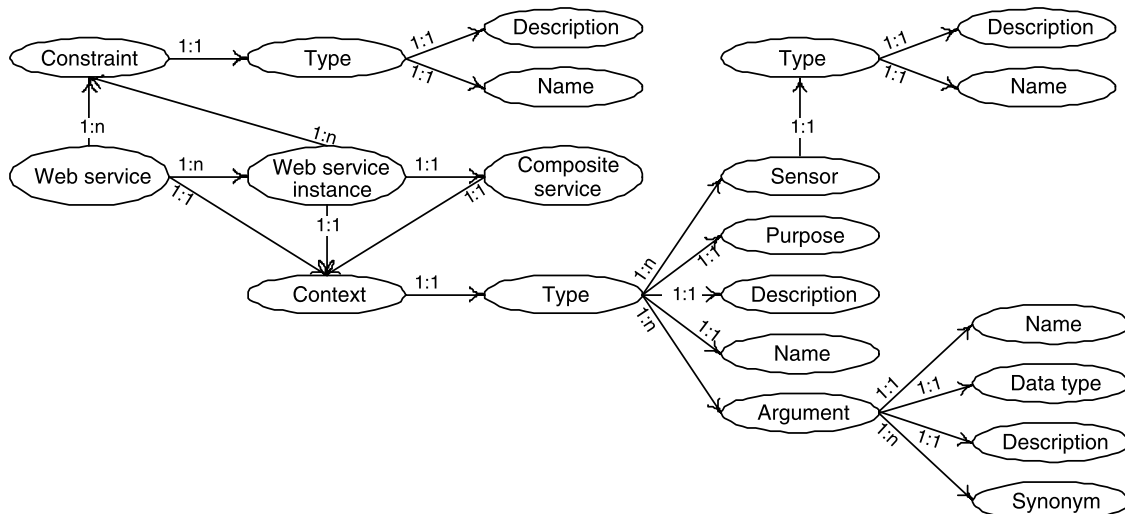 Description
Description
Constraint
1:1
Type
1:1
1:1
Type
1:1
1:1
Name
Name
1:n
1:n
1:1
Web service
1:n
1:1
Web service
instance
1:1
1:1
Composite
service
Sensor
1:1
Purpose
1:n
1:1
Context
1:1
Type
1:1
Description
1:n
1:1
Name
Name
1:1
1:1
Data type
Argument
1:1
1:n
Description
Synonym